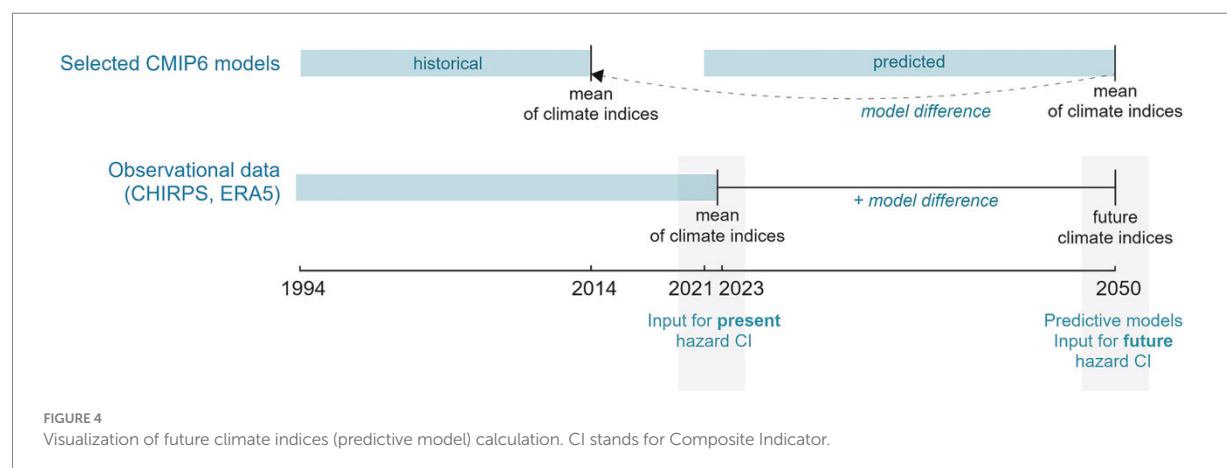 Selected CMIP6 models
historical
predicted
mean
of climate indices
model difference
mean
of climate indices
Observational data
(CHIRPS, ERA5)
mean
of climate indices
+ model difference
future
climate indices
1994
2014
2021
2023
2050
Input for present
hazard CI
Predictive models
Input for future
hazard CI
FIGURE 4
Visualization of future climate indices (predictive model) calculation. CI stands for Composite Indicator.